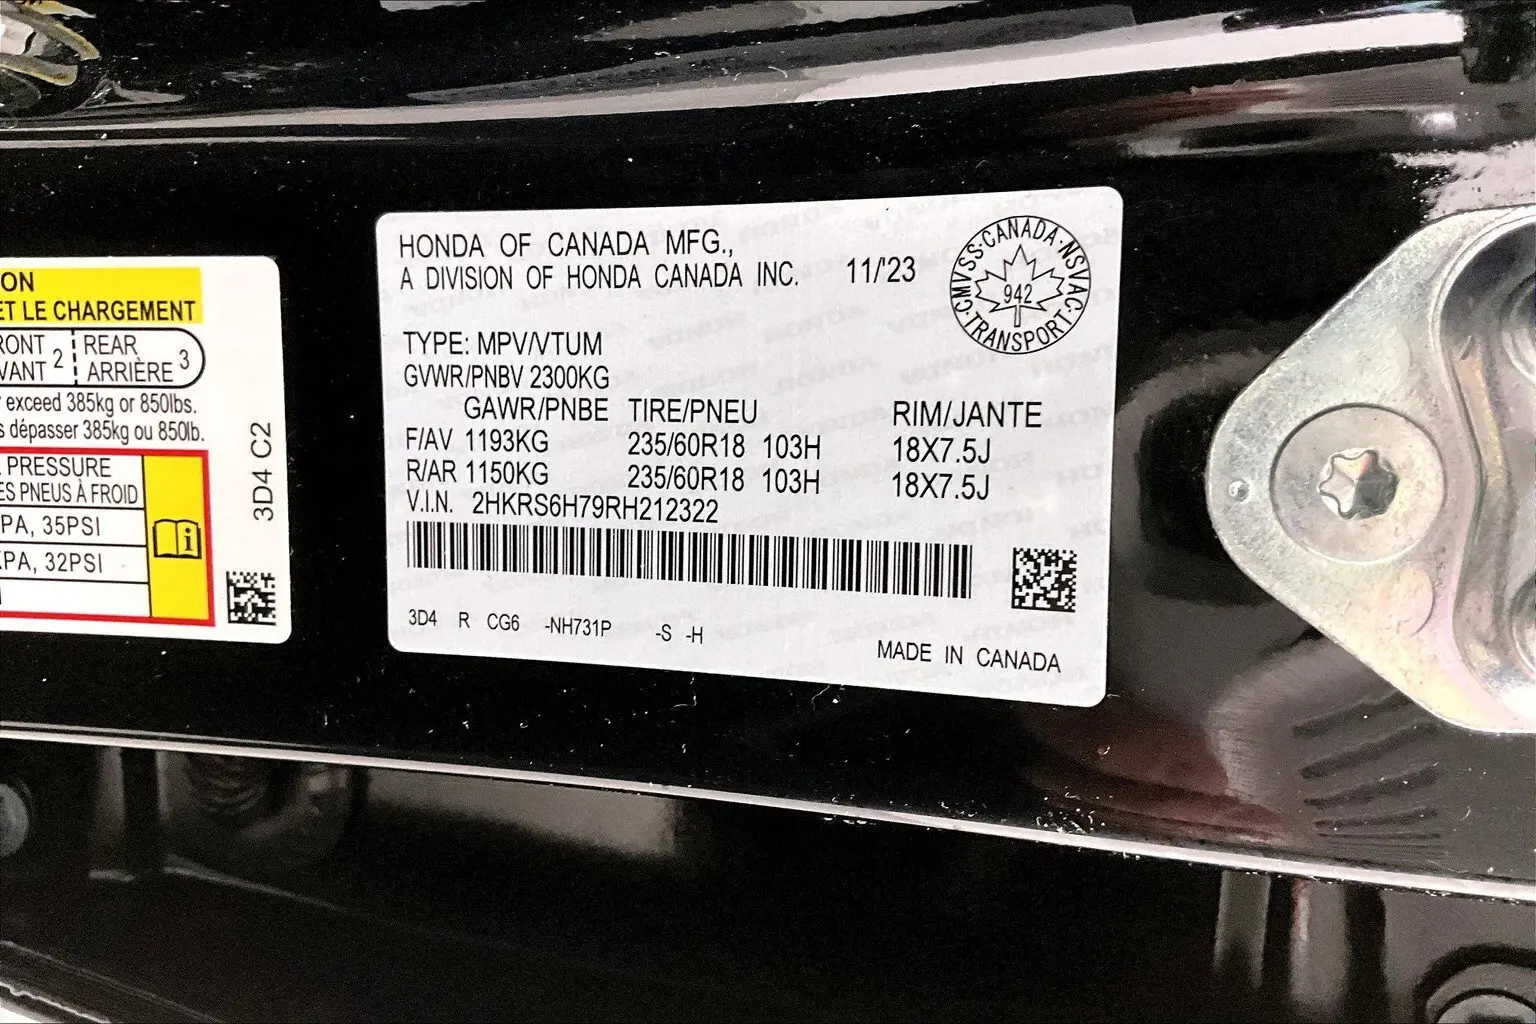 ON
ET LE CHARGEMENT
RONT 2 REAR 3
VANT ARRIÈRE
exceed 385kg or 850lbs.
s dépasser 385kg ou 850lb.
PRESSURE
ES PNEUS À FROID
PA, 35PSI
PA, 32PSI
3D4 C2
HONDA OF CANADA MFG.,
A DIVISION OF HONDA CANADA INC. 11/'23
CMVSS·CANADA·NSVAC·TRANSPORT·
942
TYPE: MPV/VTUM
GVWR/PNBV 2300KG
GAWR/PNBE TIRE/PNEU RIM/JANTE
F/AV 1193KG 235/60R18 103H 18X7.5J
R/AR 1150KG 235/60R18 103H 18X7.5J
V.I.N. 2HKRS6H79RH212322
3D4 R CG6 -NH731P -S -H
MADE IN CANADA